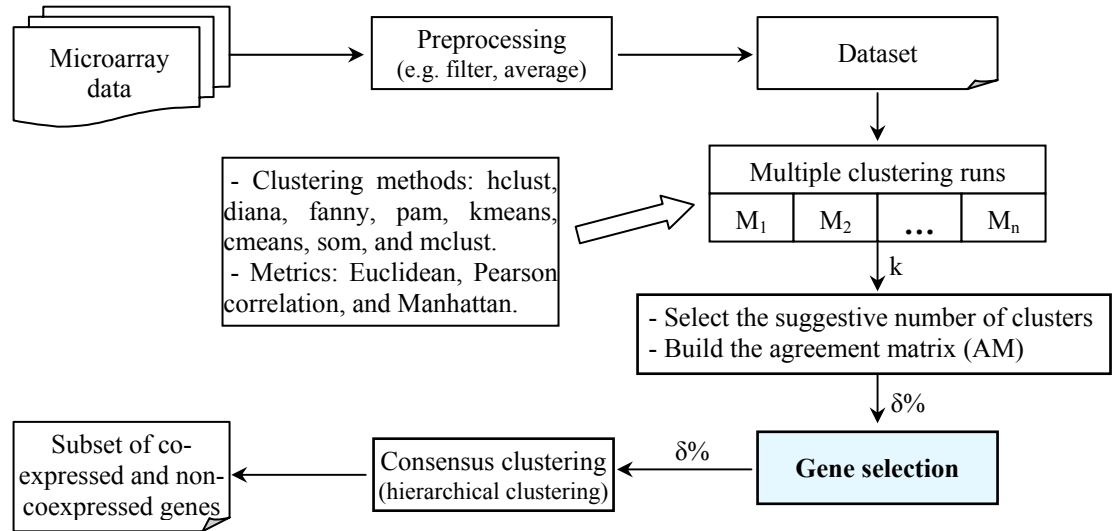 Microarray
data
Preprocessing
(e.g. filter, average)
Dataset
- Clustering methods: hclust,
diana, fanny, pam, kmeans,
cmeans, som, and mclust.
- Metrics: Euclidean, Pearson
correlation, and Manhattan.
Multiple clustering runs
M₁ M₂ ... Mₙ
k
- Select the suggestive number of clusters
- Build the agreement matrix (AM)
δ%
Gene selection
δ%
Consensus clustering
(hierarchical clustering)
Subset of co-
expressed and non-
coexpressed genes